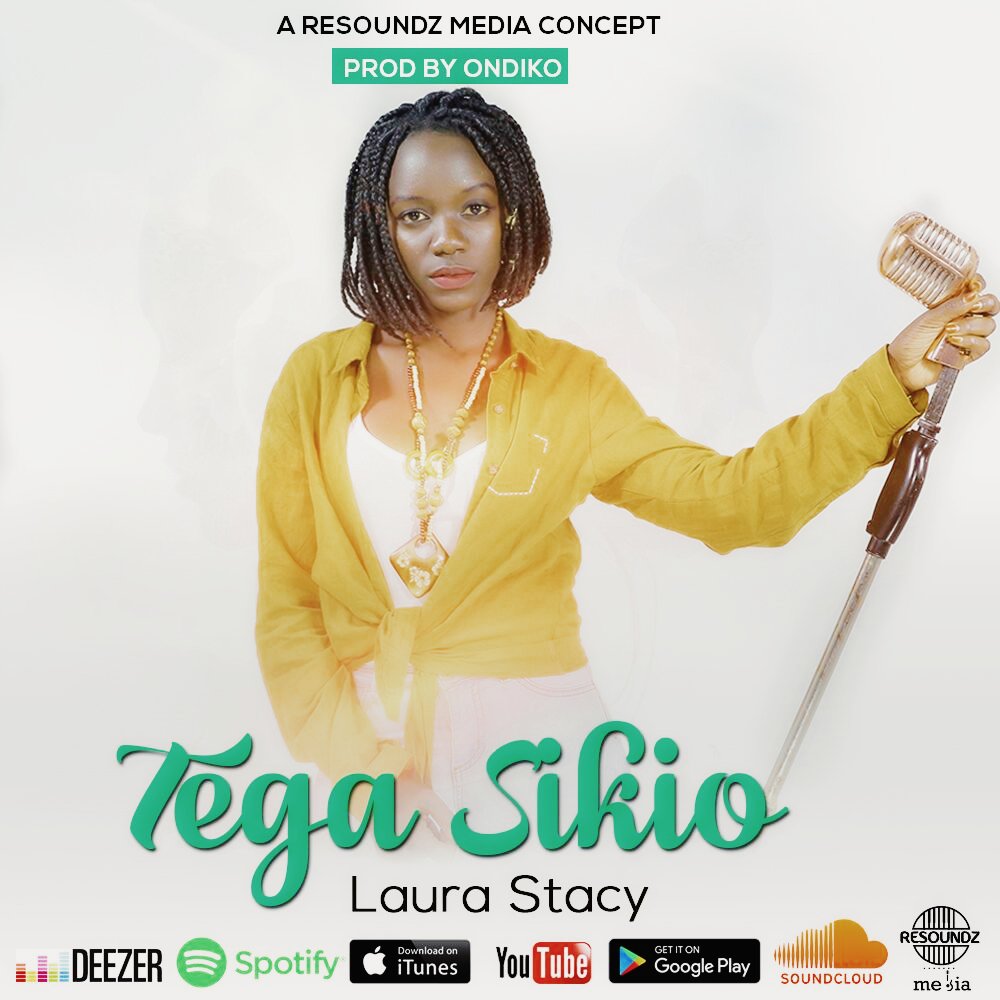 A RESOUNDZ MEDIA CONCEPT
PROD BY ONDIKO
Tega Sikio
Laura Stacy
DEEZER
Spotify
Download on
iTunes
YouTube
GET IT ON
Google Play
SOUNDCLOUD
RESOUNDZ
media